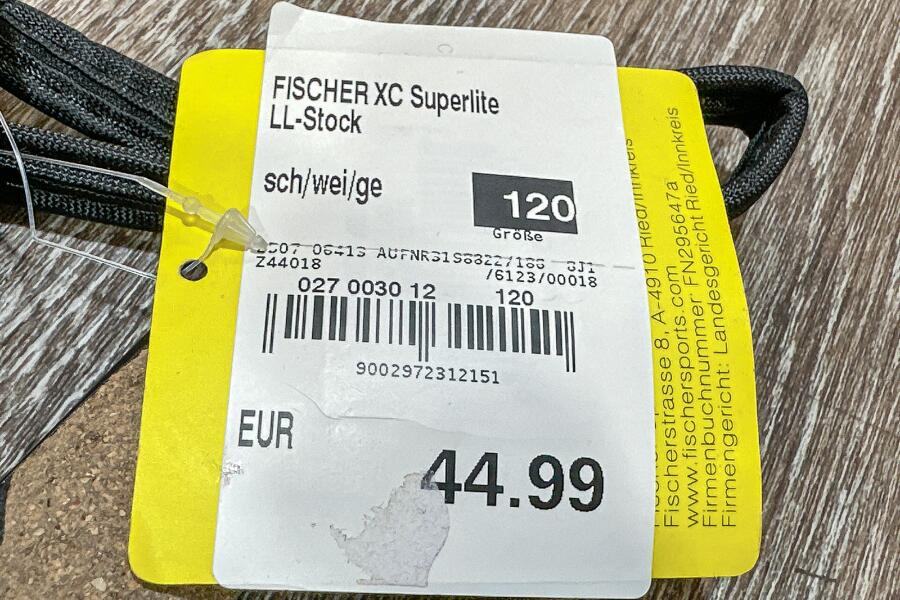 FISCHER XC Superlite
LL-Stock
sch/wei/ge
120
Größe
06413
Z44018 /6123/00018
027 0030 12 120
9002972312151
EUR
44.99
Fischerstrasse 8, A-4910 Ried/Innkreis
www.fischersports.com
Firmenbuchnummer: FN295647a
Firmengericht: Landesgericht Ried/Innkreis